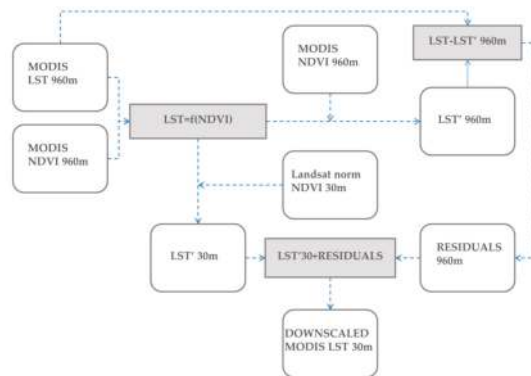 MODIS
LST 960m
MODIS
NDVI 960m
LST-LST' 960m
LST=f(NDVI)
LST' 960m
MODIS
NDVI 960m
Landsat norm
NDVI 30m
LST' 30m
LST'30+RESIDUALS
RESIDUALS
960m
DOWNSCALED
MODIS LST 30m